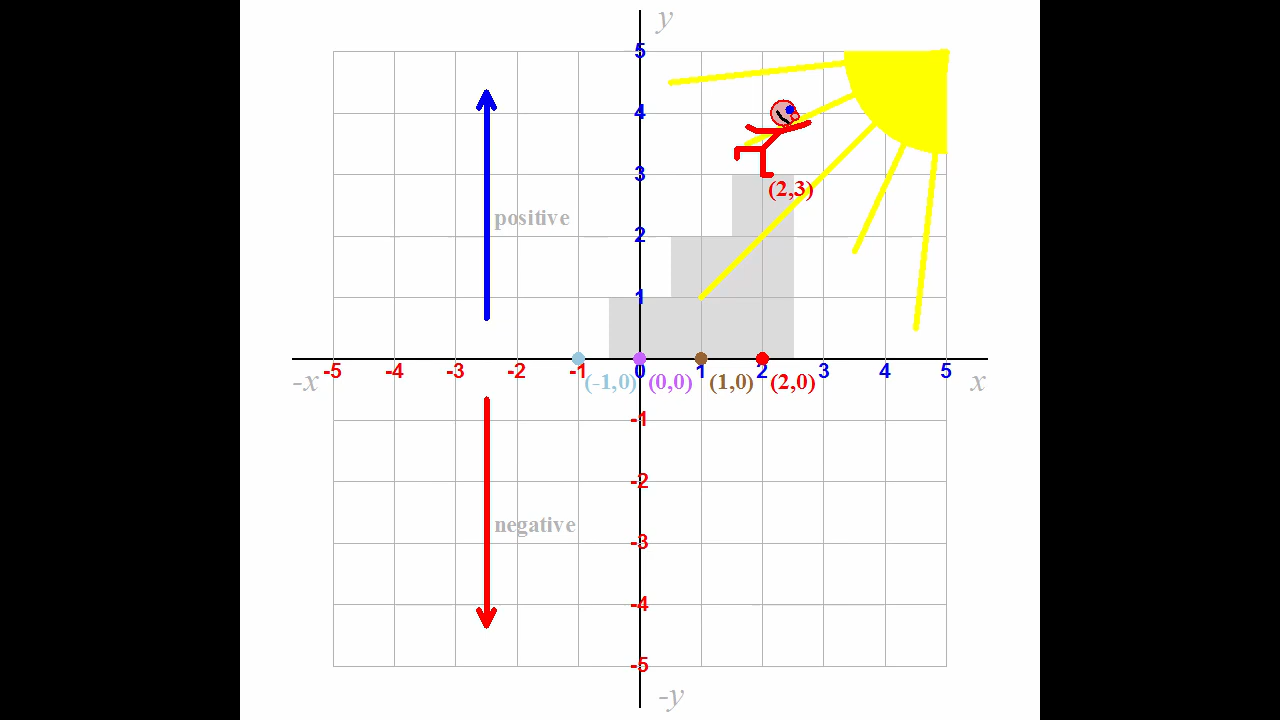 y
5
4
(2,3)
3
positive
2
1
-x -5 -4 -3 -2 -1 0 1 2 3 4 5 x
(-1,0) (0,0) (1,0) (2,0)
-1
-2
negative
-3
-4
-5
-y